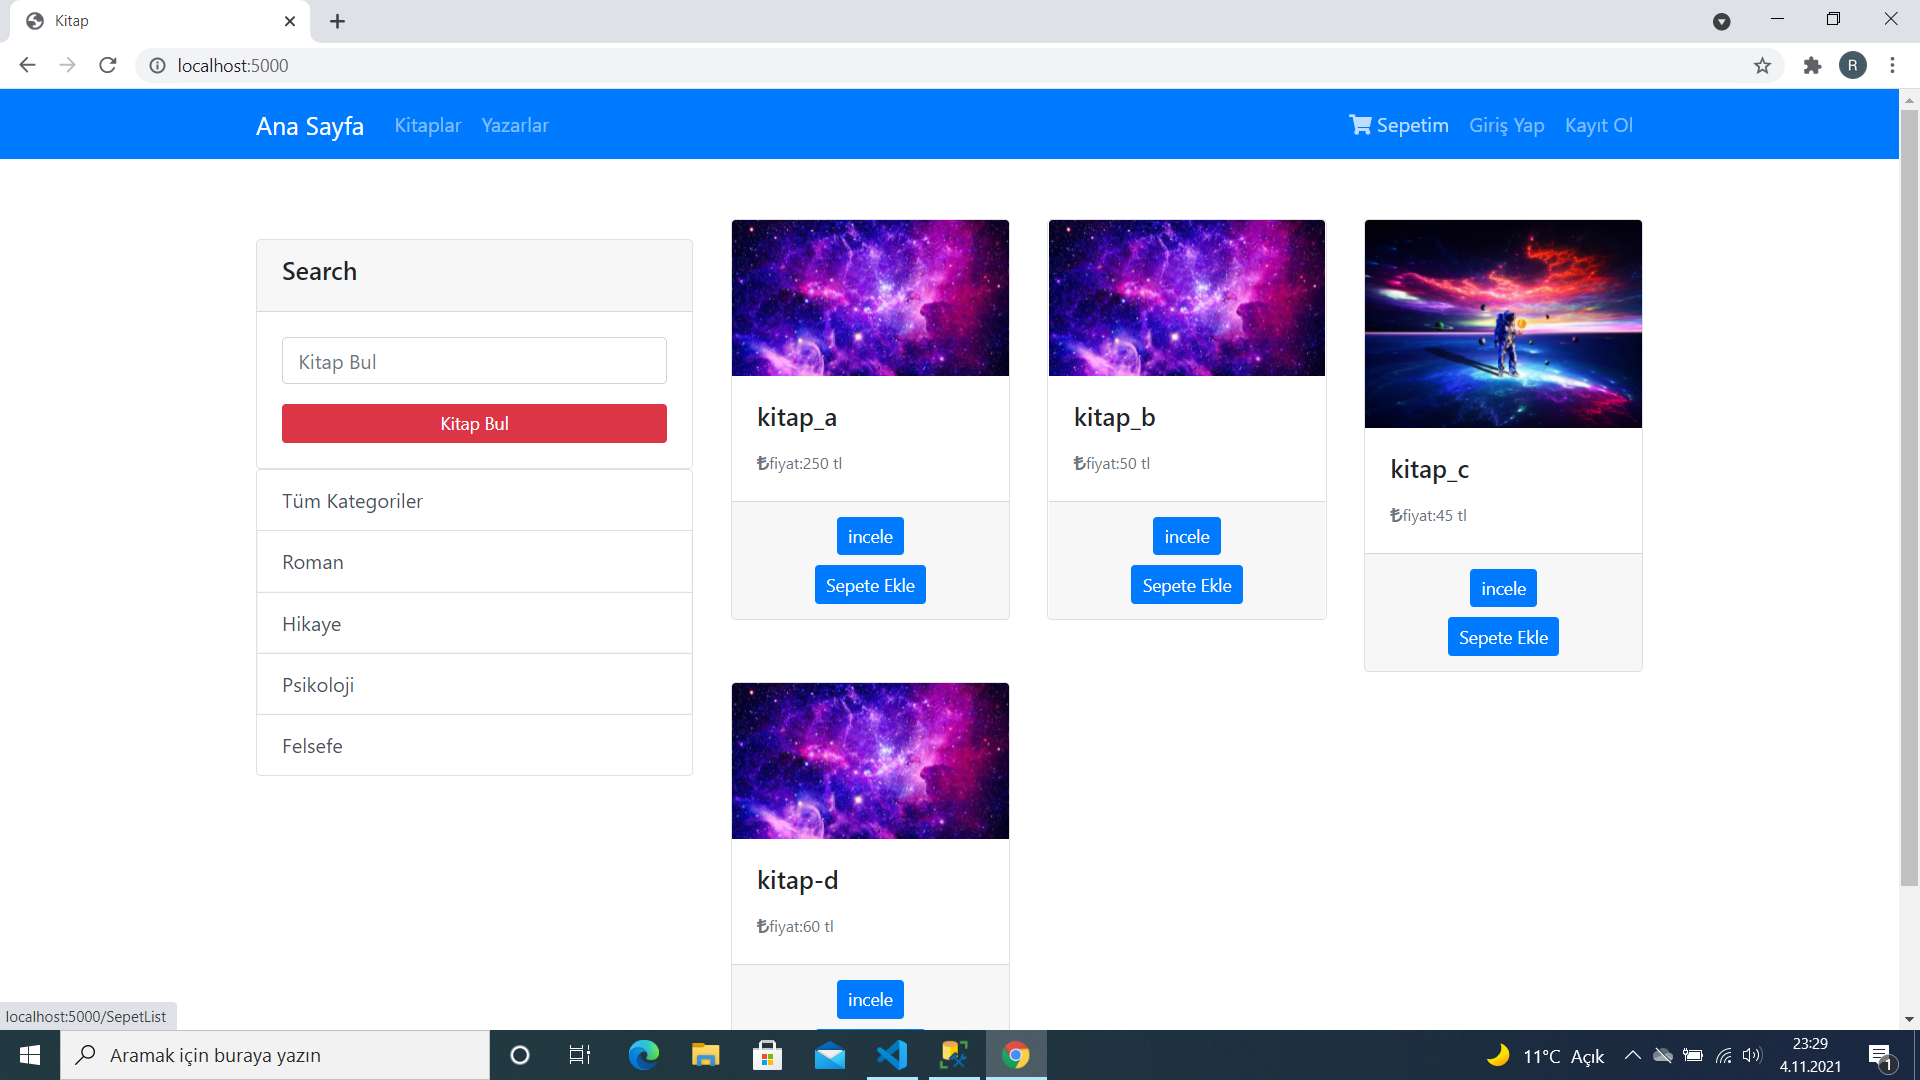 Kitap
localhost:5000
R
Ana Sayfa
Kitaplar
Yazarlar
Sepetim
Giriş Yap
Kayıt Ol
Search
Kitap Bul
Kitap Bul
Tüm Kategoriler
Roman
Hikaye
Psikoloji
Felsefe
kitap_a
₺fiyat:250 tl
incele
Sepete Ekle
kitap_b
₺fiyat:50 tl
incele
Sepete Ekle
kitap_c
₺fiyat:45 tl
incele
Sepete Ekle
kitap-d
₺fiyat:60 tl
incele
localhost:5000/SepetList
Aramak için buraya yazın
11°C Açık
23:29
4.11.2021
1